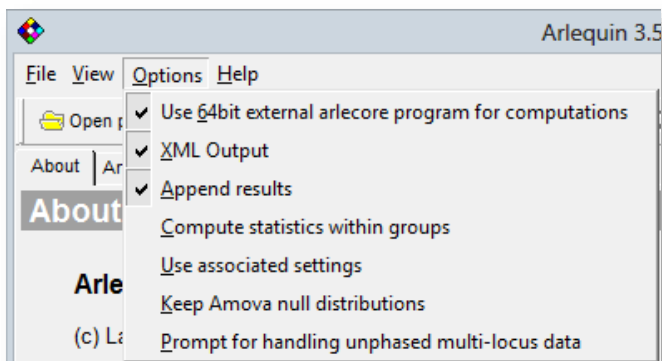 Arlequin 3.5
File View Options Help
Open
Use 64bit external arlecore program for computations
XML Output
About
Append results
About
Compute statistics within groups
Use associated settings
Arle
Keep Amova null distributions
(c)
Prompt for handling unphased multi-locus data